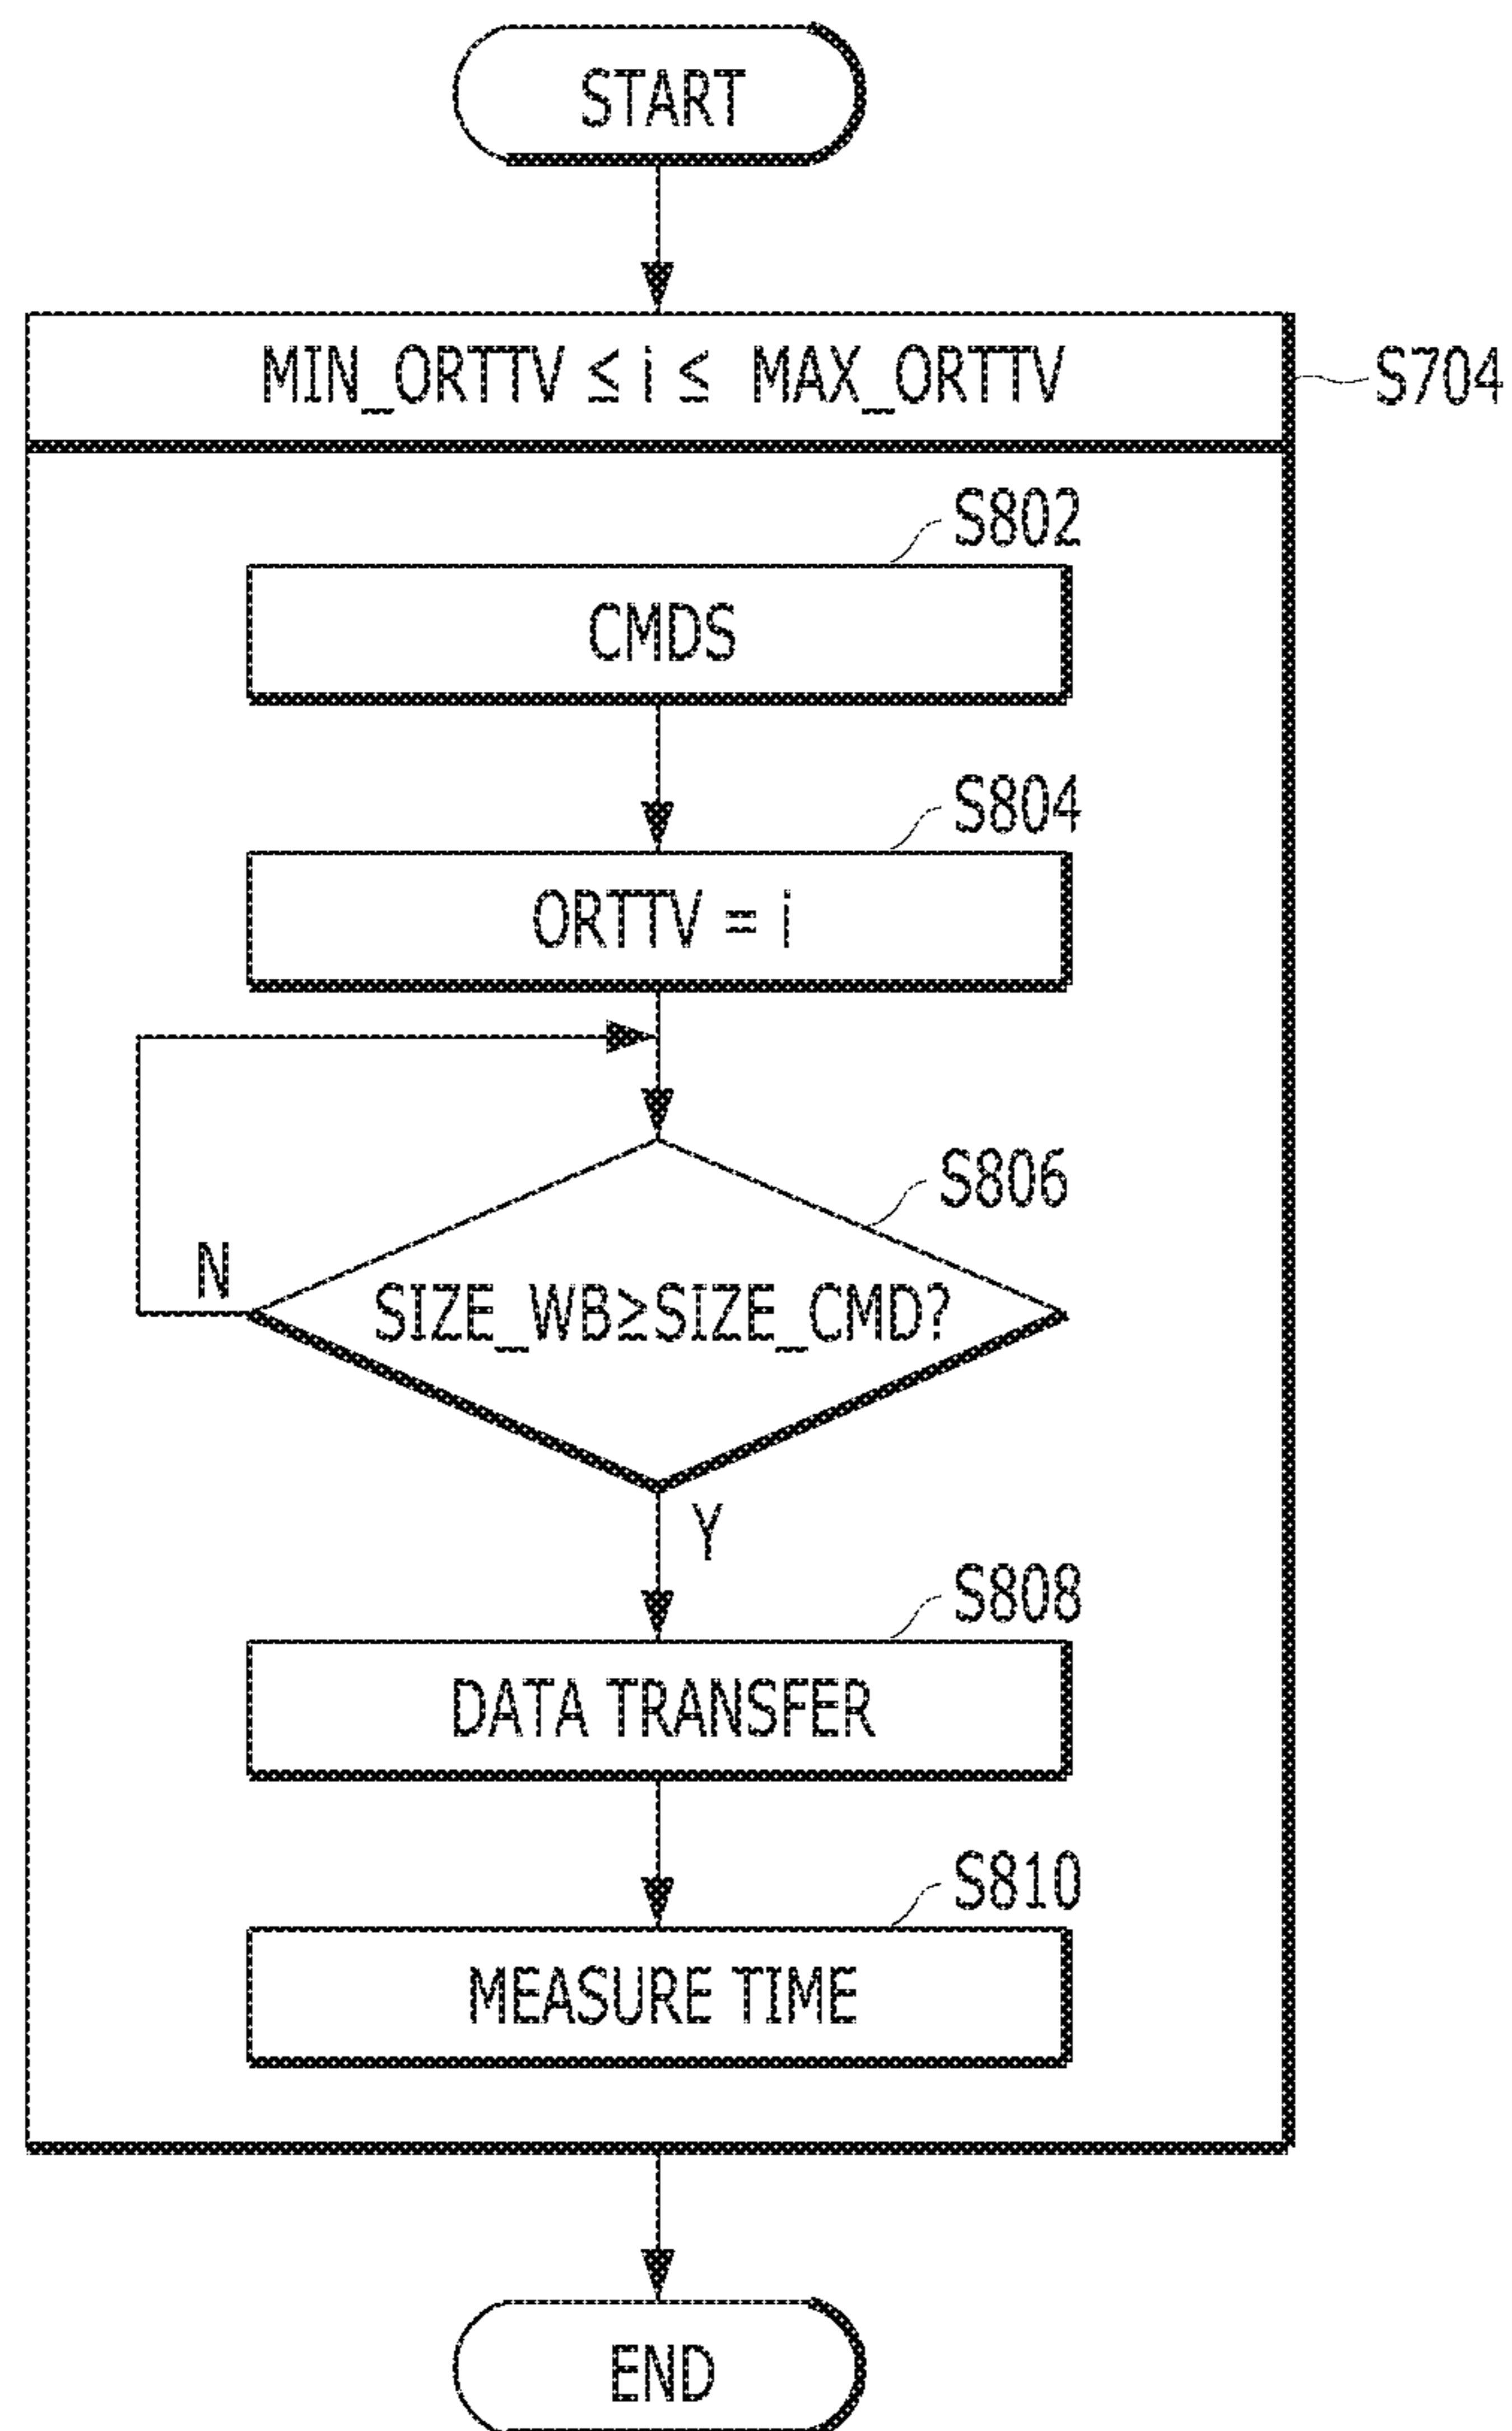 START
MIN_ORTTV ≤ i ≤ MAX_ORTTV
S704
S802
CMDS
S804
ORTTV = i
S806
N
SIZE_WB≥SIZE_CMD?
Y
S808
DATA TRANSFER
S810
MEASURE TIME
END